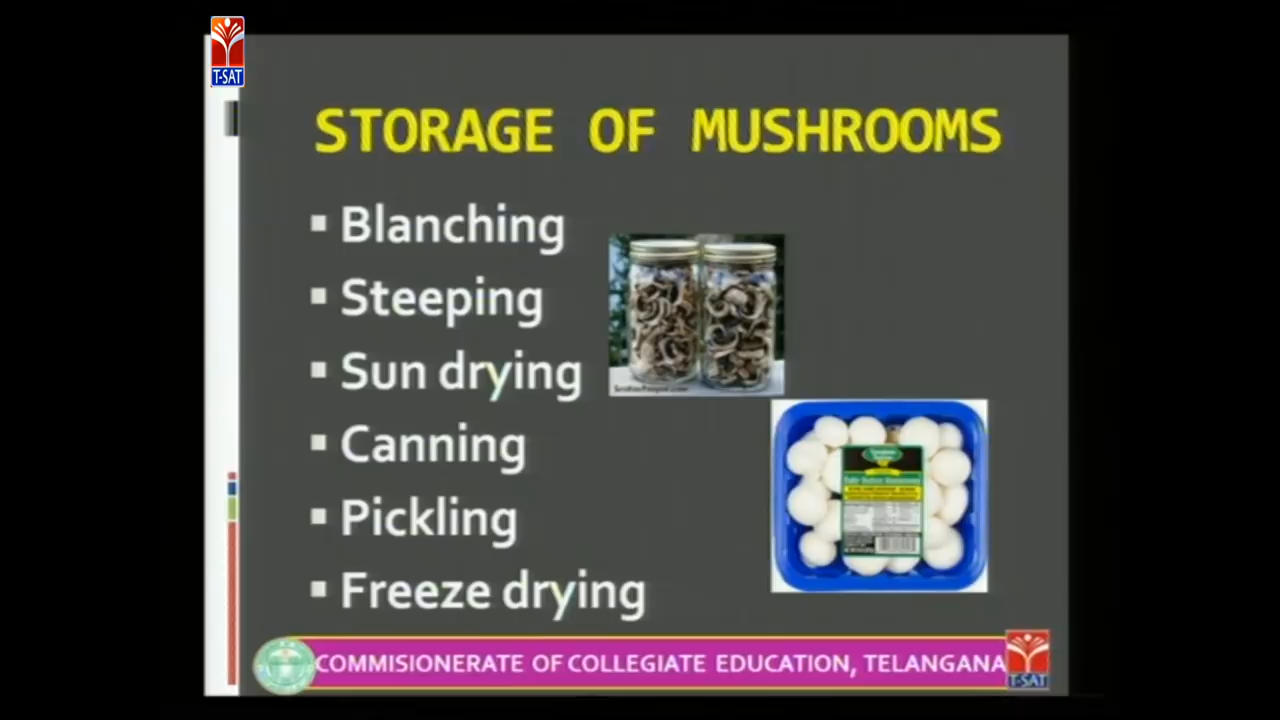 T-SAT
STORAGE OF MUSHROOMS
▪ Blanching
▪ Steeping
▪ Sun drying
▪ Canning
▪ Pickling
▪ Freeze drying
COMMISIONERATE OF COLLEGIATE EDUCATION, TELANGANA
T-SAT